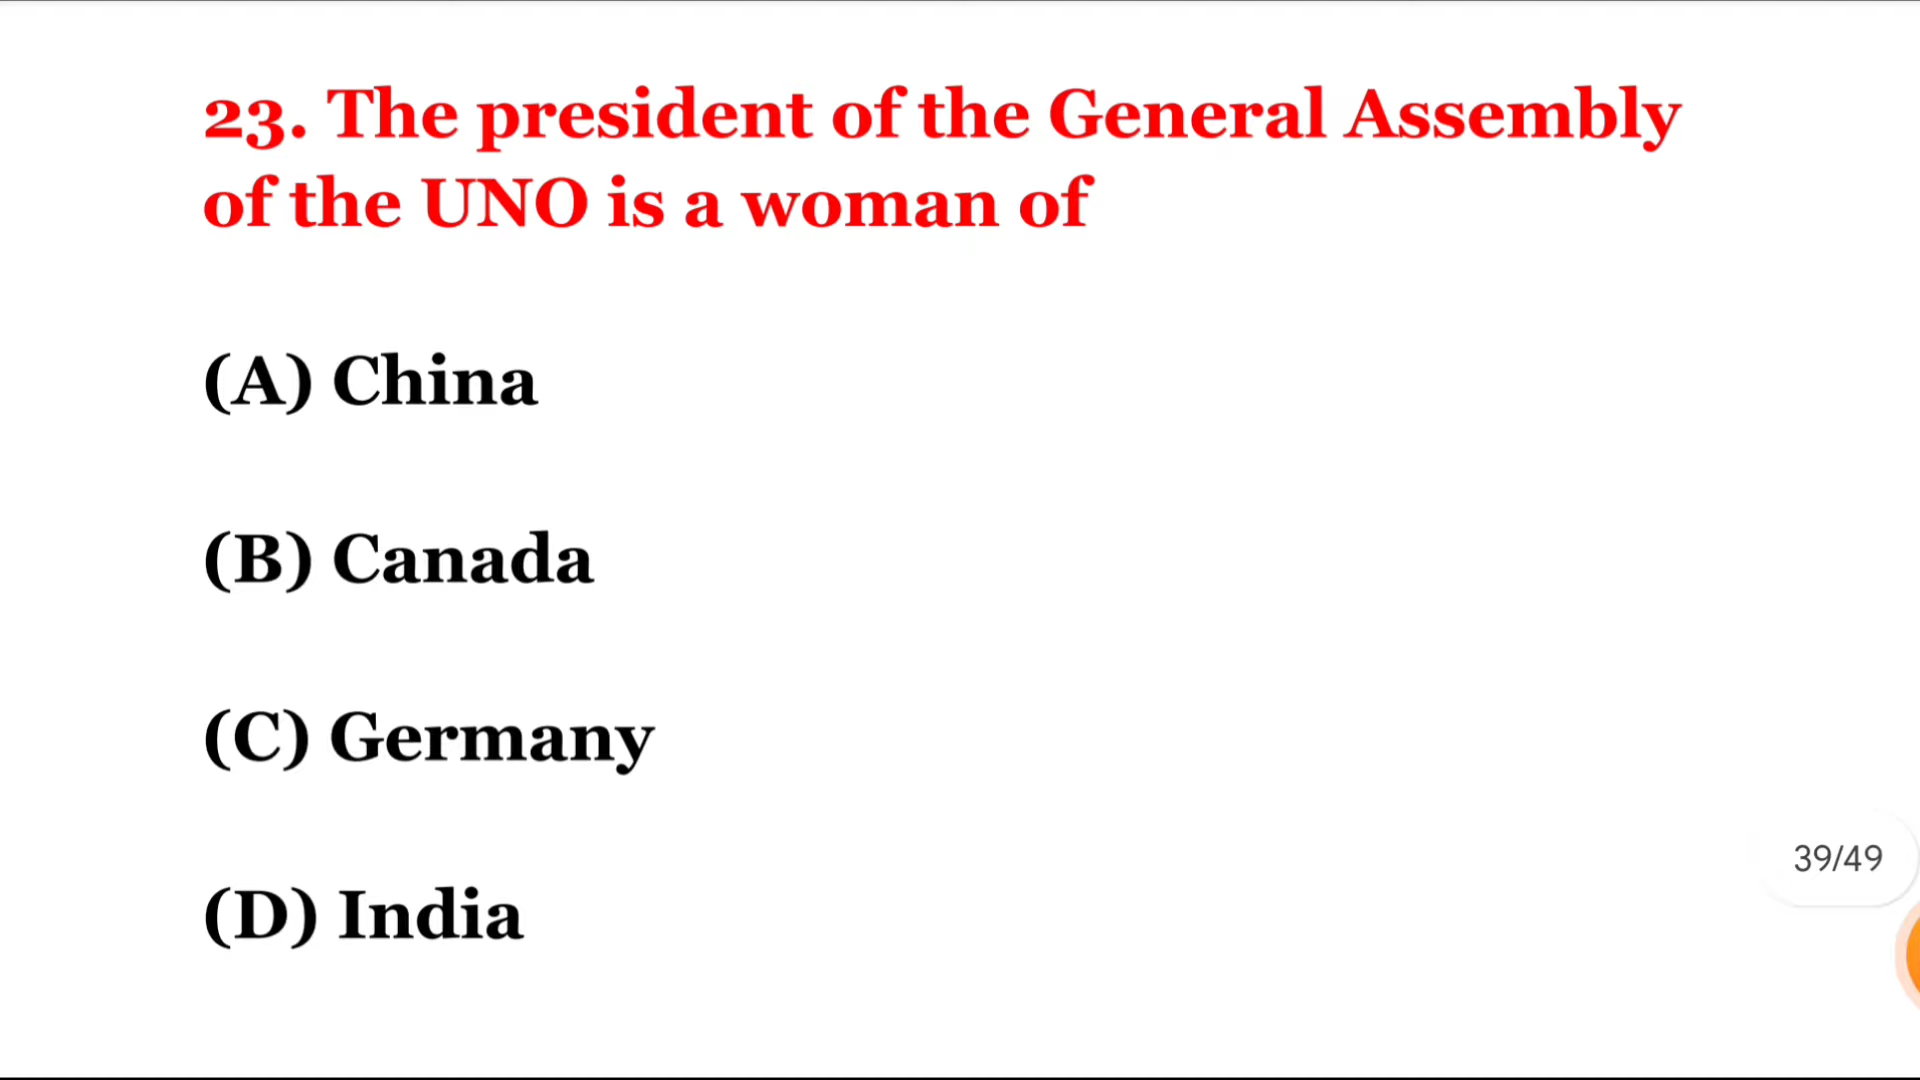 23. The president of the General Assembly
of the UNO is a woman of
(A) China
(B) Canada
(C) Germany
(D) India
39/49